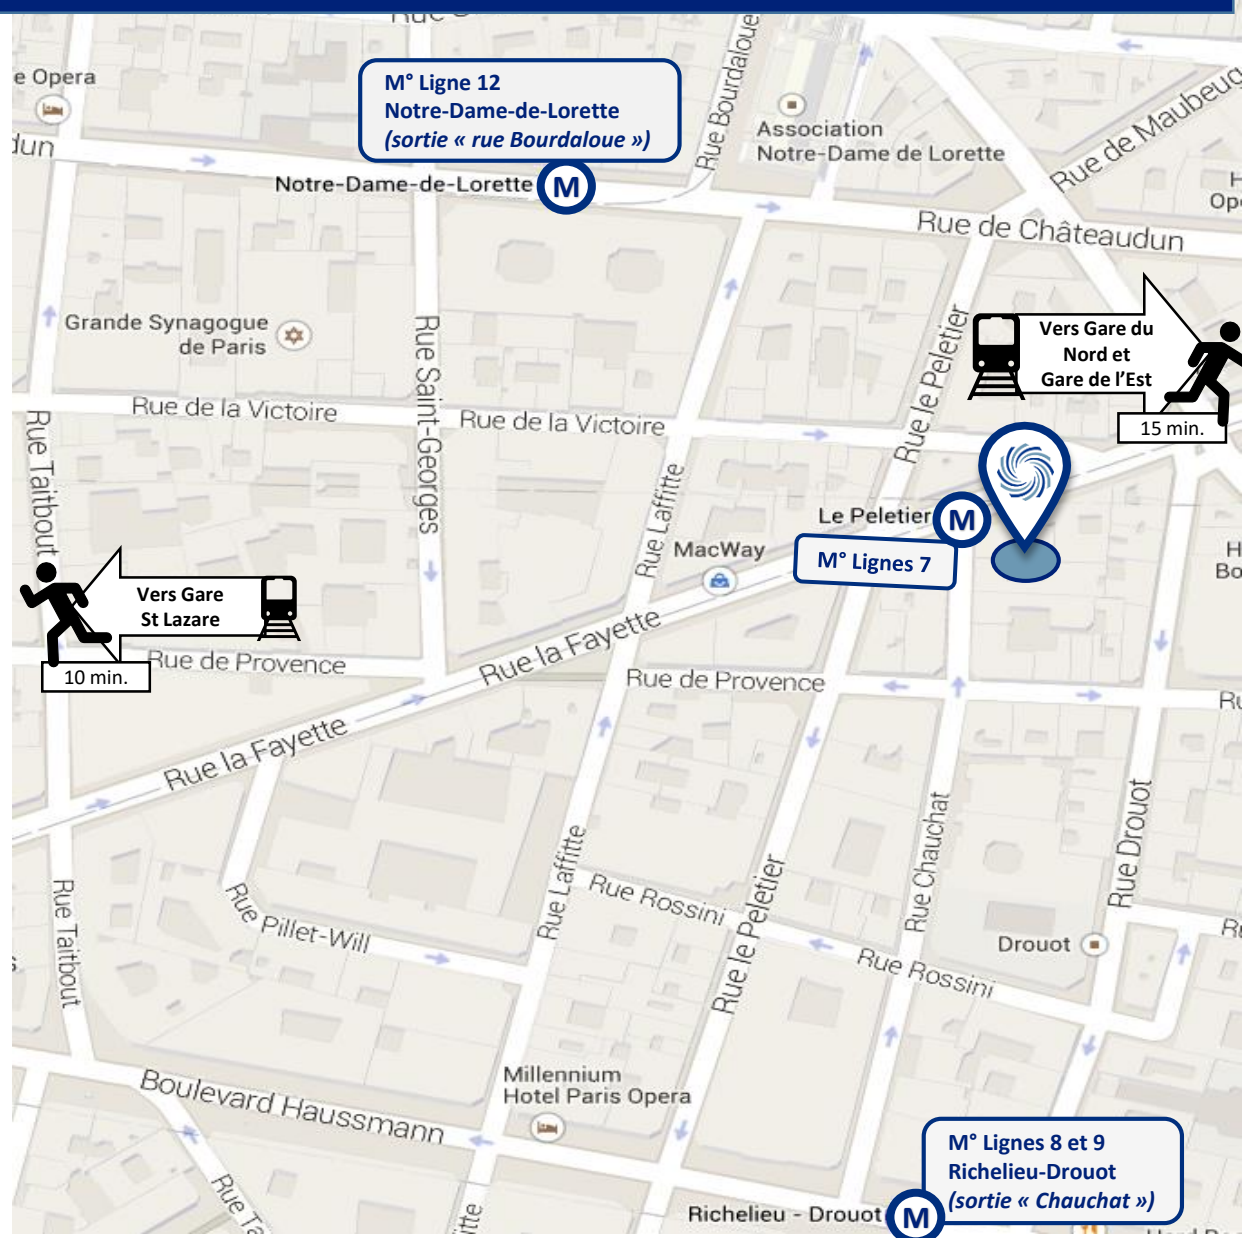 e Opera
M° Ligne 12
Notre-Dame-de-Lorette
(sortie « rue Bourdaloue »)
Rue Bourdaloue
Association
Notre-Dame de Lorette
Rue de Maubeug
Notre-Dame-de-Lorette
M
Rue de Châteaudun
Grande Synagogue
de Paris
Rue Saint-Georges
Rue le Peletier
Vers Gare du
Nord et
Gare de l'Est
15 min.
Rue de la Victoire
Rue de la Victoire
Rue Taitbout
Rue Laffitte
Le Peletier
M
M° Lignes 7
MacWay
Vers Gare
St Lazare
10 min.
Rue de Provence
Rue la Fayette
Rue de Provence
Rue la Fayette
Rue Chauchat
Rue Drouot
Rue Laffitte
Rue Rossini
Rue le Peletier
Rue Taitbout
Rue Pillet-Will
Drouot
Rue Rossini
Millennium
Hotel Paris Opera
Boulevard Haussmann
M° Lignes 8 et 9
Richelieu-Drouot
(sortie « Chauchat »)
Richelieu - Drouot
M